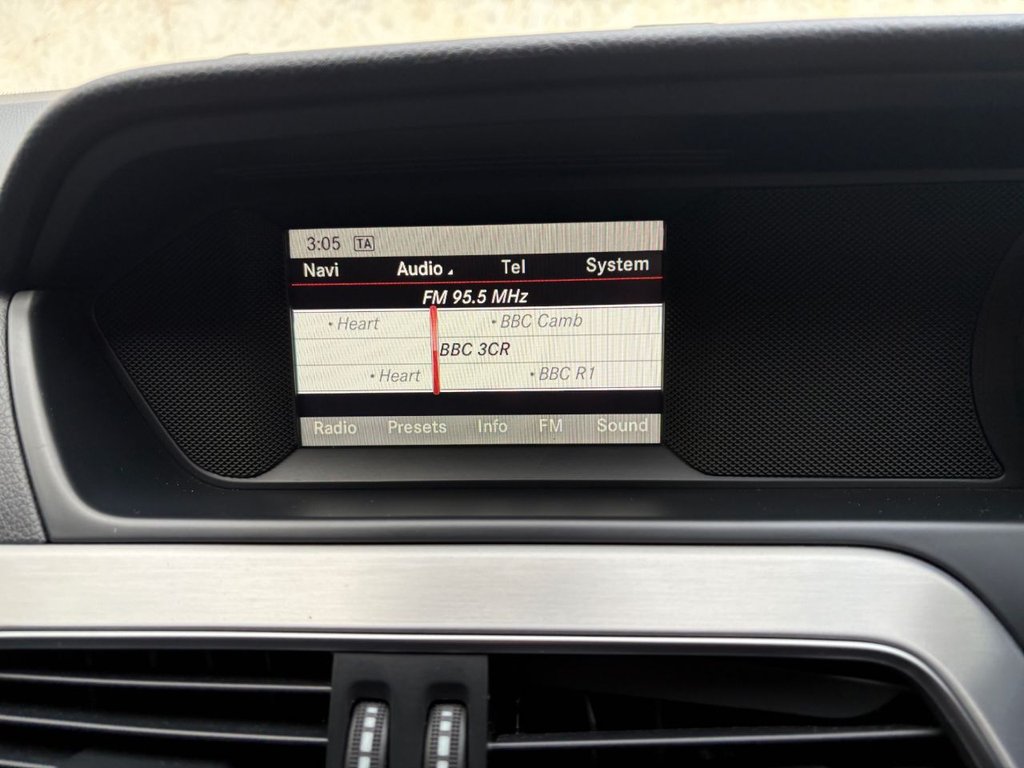 3:05 TA
Navi Audio Tel System
FM 95.5 MHz
• Heart • BBC Camb
BBC 3CR
• Heart • BBC R1
Radio Presets Info FM Sound